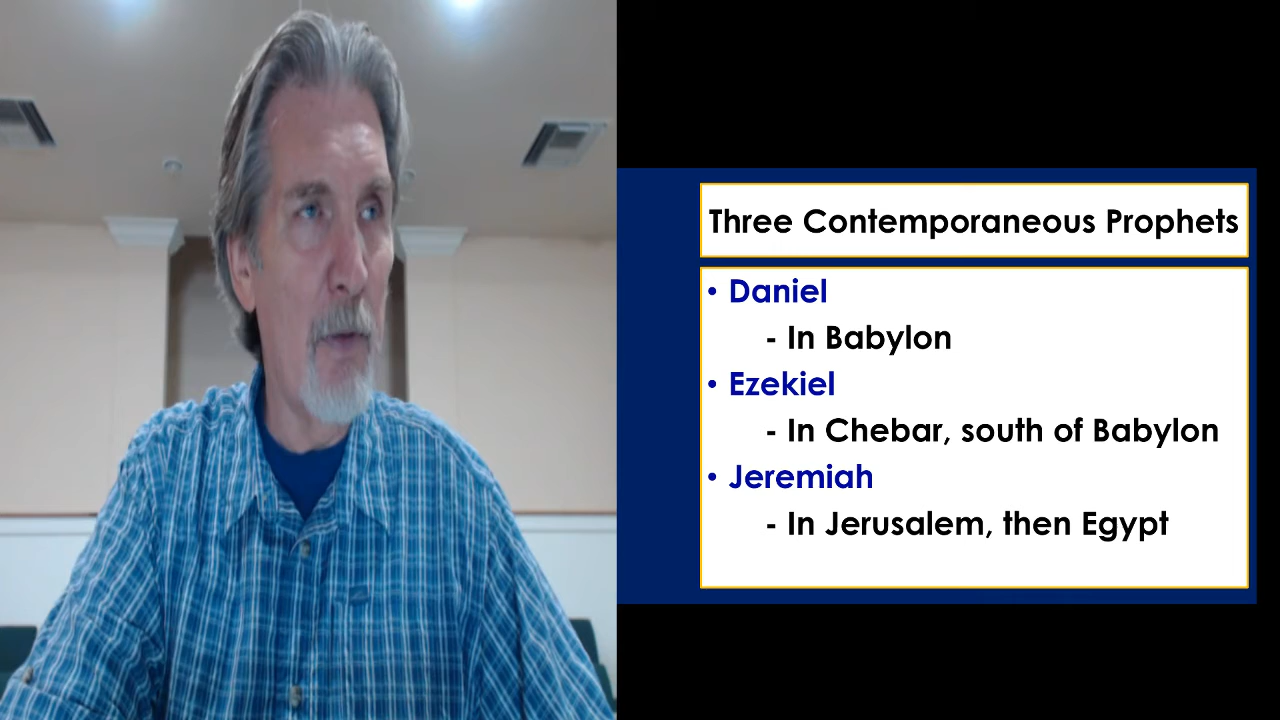 Three Contemporaneous Prophets
• Daniel
- In Babylon
• Ezekiel
- In Chebar, south of Babylon
• Jeremiah
- In Jerusalem, then Egypt